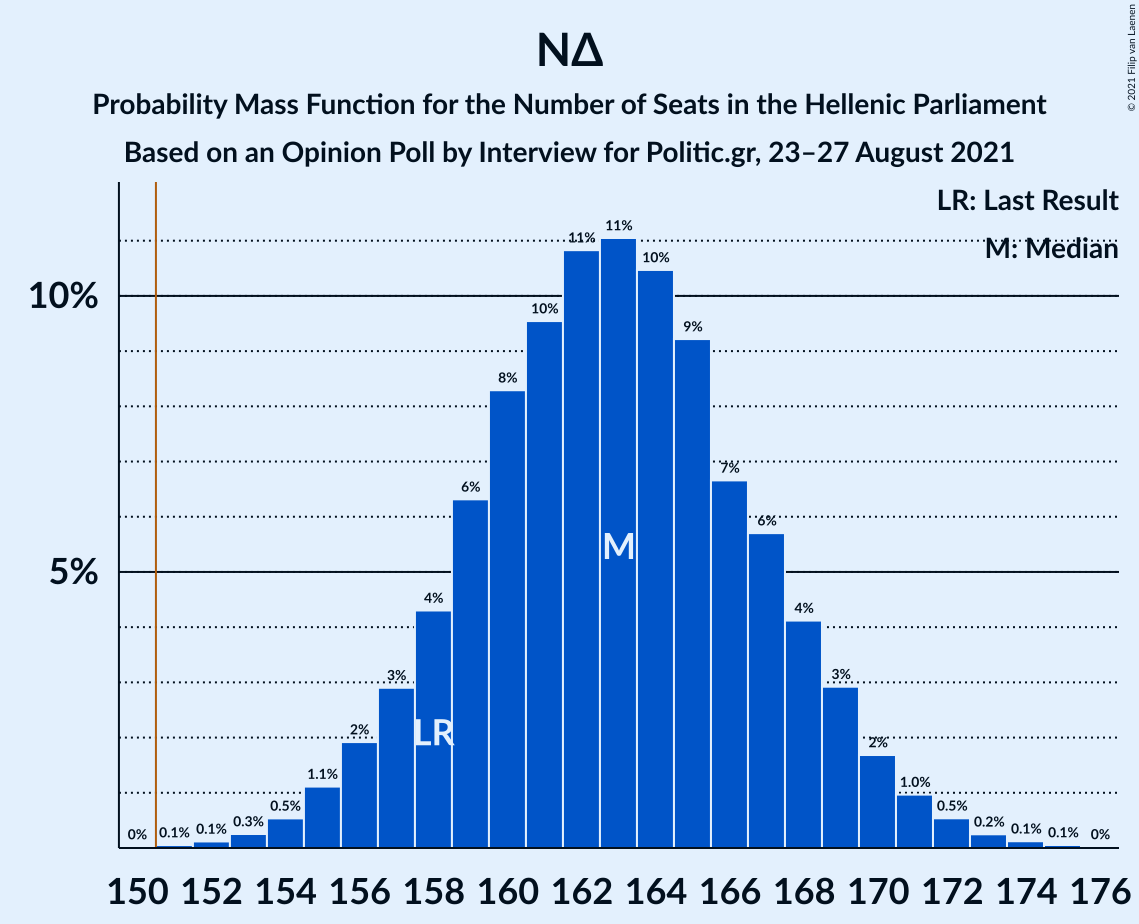 © 2021 Filip van Laenen
ΝΔ
Probability Mass Function for the Number of Seats in the Hellenic Parliament
Based on an Opinion Poll by Interview for Politic.gr, 23–27 August 2021
LR: Last Result
M: Median
10%
5%
0% 0.1% 0.1% 0.3% 0.5% 1.1% 2% 3% 4% 6% 8% 10% 11% 11% 10% 9% 7% 6% 4% 3% 2% 1.0% 0.5% 0.2% 0.1% 0.1% 0%
M
LR
150 152 154 156 158 160 162 164 166 168 170 172 174 176